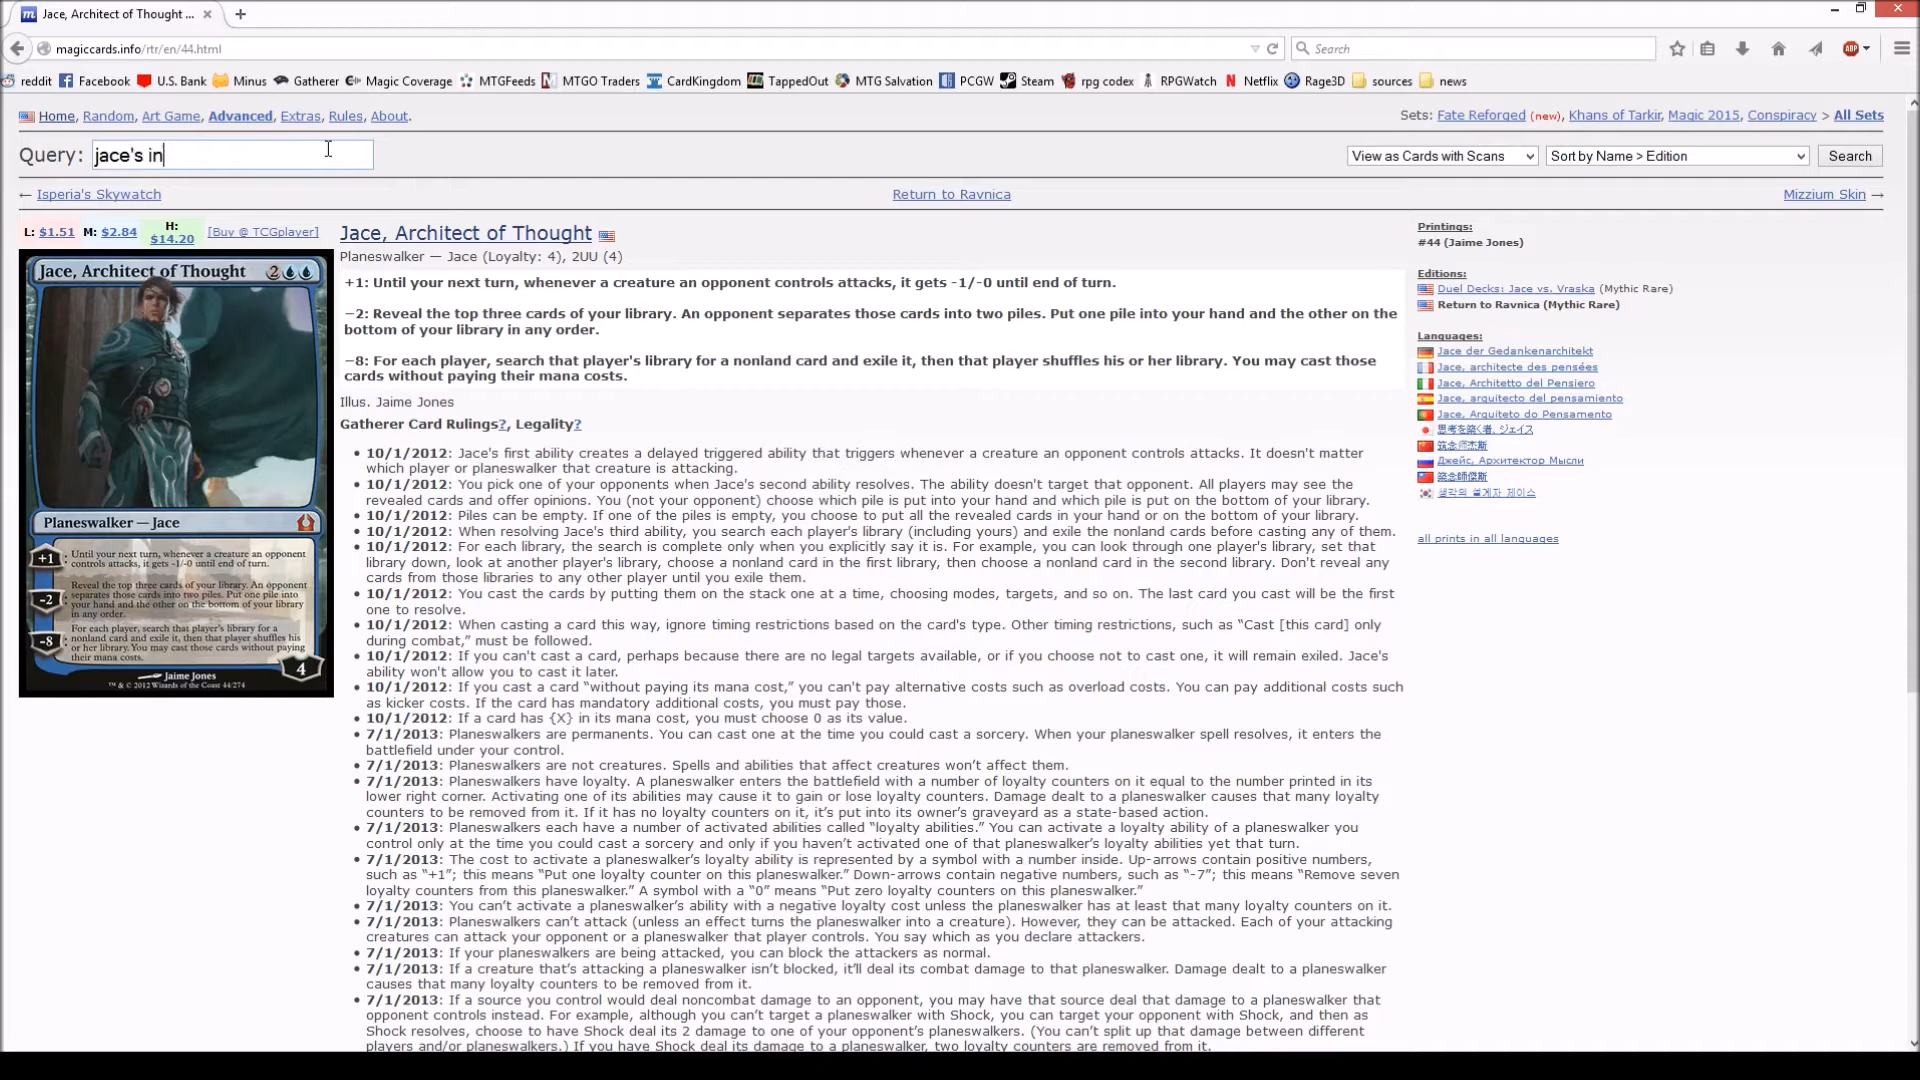 Jace, Architect of Thought ...
magiccards.info/rtr/en/44.html
Search
reddit Facebook U.S. Bank Minus Gatherer Magic Coverage MTGFeeds MTGO Traders CardKingdom TappedOut MTG Salvation PCGW Steam rpg codex RPGWatch Netflix Rage3D sources news
Home, Random, Art Game, Advanced, Extras, Rules, About.
Sets: Fate Reforged (new), Khans of Tarkir, Magic 2015, Conspiracy > All Sets
Query: jace's in
View as Cards with Scans Sort by Name > Edition Search
← Isperia's Skywatch Return to Ravnica Mizzium Skin →
L: $1.51 M: $2.84 H: $14.20 [Buy @ TCGplayer]
Jace, Architect of Thought 2
Planeswalker — Jace
+1 : Until your next turn, whenever a creature an opponent
controls attacks, it gets -1/-0 until end of turn.
Reveal the top three cards of your library. An opponent
-2 : separates those cards into two piles. Put one pile into
your hand and the other on the bottom of your library
in any order.
For each player, search that player's library for a
-8 : nonland card and exile it, then that player shuffles his
or her library. You may cast those cards without paying
their mana costs.
4
Jaime Jones
™ & © 2012 Wizards of the Coast 44/274
Jace, Architect of Thought
Planeswalker — Jace (Loyalty: 4), 2UU (4)
+1: Until your next turn, whenever a creature an opponent controls attacks, it gets -1/-0 until end of turn.
−2: Reveal the top three cards of your library. An opponent separates those cards into two piles. Put one pile into your hand and the other on the
bottom of your library in any order.
−8: For each player, search that player's library for a nonland card and exile it, then that player shuffles his or her library. You may cast those
cards without paying their mana costs.
Illus. Jaime Jones
Gatherer Card Rulings?, Legality?
• 10/1/2012: Jace's first ability creates a delayed triggered ability that triggers whenever a creature an opponent controls attacks. It doesn't matter
which player or planeswalker that creature is attacking.
• 10/1/2012: You pick one of your opponents when Jace's second ability resolves. The ability doesn't target that opponent. All players may see the
revealed cards and offer opinions. You (not your opponent) choose which pile is put into your hand and which pile is put on the bottom of your library.
• 10/1/2012: Piles can be empty. If one of the piles is empty, you choose to put all the revealed cards in your hand or on the bottom of your library.
• 10/1/2012: When resolving Jace's third ability, you search each player's library (including yours) and exile the nonland cards before casting any of them.
• 10/1/2012: For each library, the search is complete only when you explicitly say it is. For example, you can look through one player's library, set that
library down, look at another player's library, choose a nonland card in the first library, then choose a nonland card in the second library. Don't reveal any
cards from those libraries to any other player until you exile them.
• 10/1/2012: You cast the cards by putting them on the stack one at a time, choosing modes, targets, and so on. The last card you cast will be the first
one to resolve.
• 10/1/2012: When casting a card this way, ignore timing restrictions based on the card's type. Other timing restrictions, such as “Cast [this card] only
during combat,” must be followed.
• 10/1/2012: If you can't cast a card, perhaps because there are no legal targets available, or if you choose not to cast one, it will remain exiled. Jace's
ability won't allow you to cast it later.
• 10/1/2012: If you cast a card “without paying its mana cost,” you can't pay alternative costs such as overload costs. You can pay additional costs such
as kicker costs. If the card has mandatory additional costs, you must pay those.
• 10/1/2012: If a card has {X} in its mana cost, you must choose 0 as its value.
• 7/1/2013: Planeswalkers are permanents. You can cast one at the time you could cast a sorcery. When your planeswalker spell resolves, it enters the
battlefield under your control.
• 7/1/2013: Planeswalkers are not creatures. Spells and abilities that affect creatures won't affect them.
• 7/1/2013: Planeswalkers have loyalty. A planeswalker enters the battlefield with a number of loyalty counters on it equal to the number printed in its
lower right corner. Activating one of its abilities may cause it to gain or lose loyalty counters. Damage dealt to a planeswalker causes that many loyalty
counters to be removed from it. If it has no loyalty counters on it, it's put into its owner's graveyard as a state-based action.
• 7/1/2013: Planeswalkers each have a number of activated abilities called “loyalty abilities.” You can activate a loyalty ability of a planeswalker you
control only at the time you could cast a sorcery and only if you haven't activated one of that planeswalker's loyalty abilities yet that turn.
• 7/1/2013: The cost to activate a planeswalker's loyalty ability is represented by a symbol with a number inside. Up-arrows contain positive numbers,
such as “+1”; this means “Put one loyalty counter on this planeswalker.” Down-arrows contain negative numbers, such as “-7”; this means “Remove seven
loyalty counters from this planeswalker.” A symbol with a “0” means “Put zero loyalty counters on this planeswalker.”
• 7/1/2013: You can't activate a planeswalker's ability with a negative loyalty cost unless the planeswalker has at least that many loyalty counters on it.
• 7/1/2013: Planeswalkers can't attack (unless an effect turns the planeswalker into a creature). However, they can be attacked. Each of your attacking
creatures can attack your opponent or a planeswalker that player controls. You say which as you declare attackers.
• 7/1/2013: If your planeswalkers are being attacked, you can block the attackers as normal.
• 7/1/2013: If a creature that's attacking a planeswalker isn't blocked, it'll deal its combat damage to that planeswalker. Damage dealt to a planeswalker
causes that many loyalty counters to be removed from it.
• 7/1/2013: If a source you control would deal noncombat damage to an opponent, you may have that source deal that damage to a planeswalker that
opponent controls instead. For example, although you can't target a planeswalker with Shock, you can target your opponent with Shock, and then as
Shock resolves, choose to have Shock deal its 2 damage to one of your opponent's planeswalkers. (You can't split up that damage between different
players and/or planeswalkers.) If you have Shock deal its damage to a planeswalker, two loyalty counters are removed from it.
Printings:
#44 (Jaime Jones)
Editions:
Duel Decks: Jace vs. Vraska (Mythic Rare)
Return to Ravnica (Mythic Rare)
Languages:
Jace der Gedankenarchitekt
Jace, architecte des pensées
Jace, Architetto del Pensiero
Jace, arquitecto del pensamiento
Jace, Arquiteto do Pensamento
思考を築く者、ジェイス
筑念师杰斯
Джейс, Архитектор Мысли
築念師傑斯
생각의 설계자 제이스
all prints in all languages